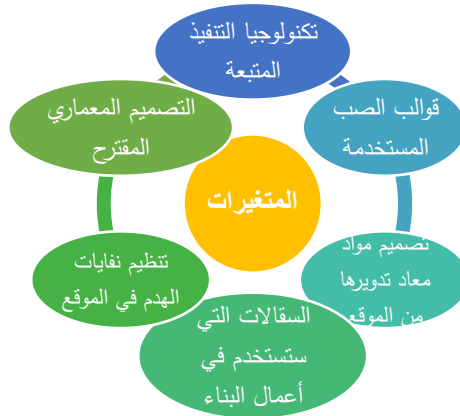 تكنولوجيا التنفيذ
المتبعة
قوالب الصب
المستخدمة
تصميم مواد
معاد تدويرها
من الموقع
السقالات التي
ستستخدم في
أعمال البناء
تنظيم نفايات
الهدم في الموقع
التصميم المعماري
المقترح
المتغيرات